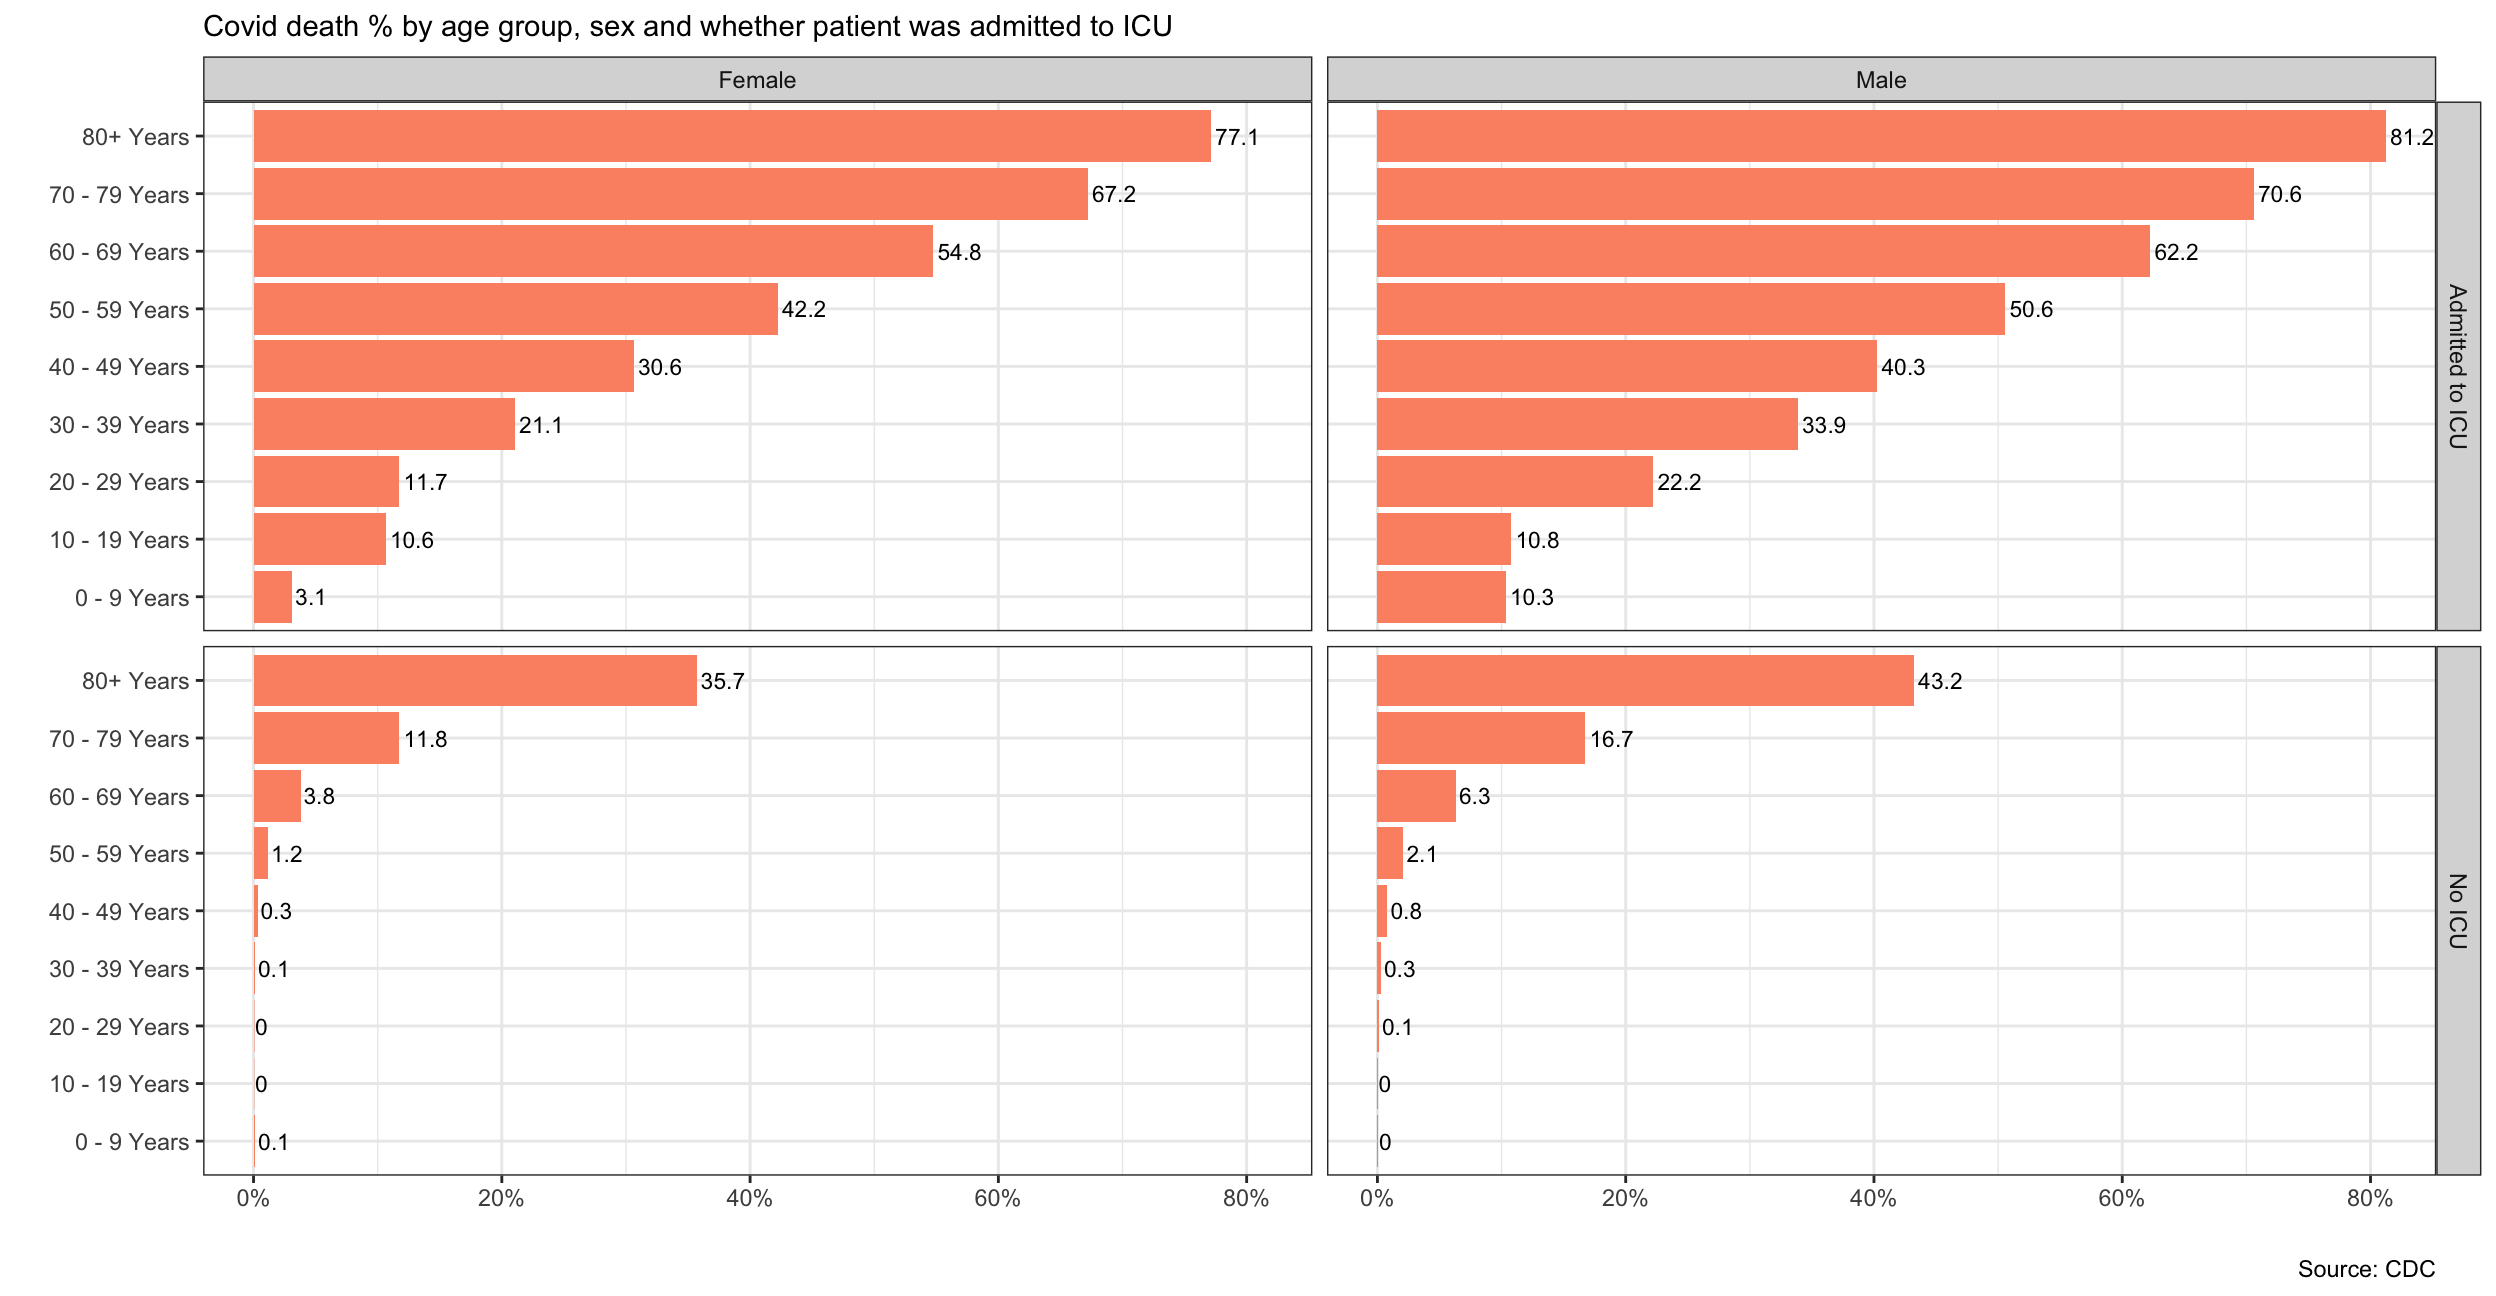 Covid death % by age group, sex and whether patient was admitted to ICU
Female
Male
80+ Years 77.1 81.2
70 - 79 Years 67.2 70.6
60 - 69 Years 54.8 62.2
50 - 59 Years 42.2 50.6
40 - 49 Years 30.6 40.3
30 - 39 Years 21.1 33.9
20 - 29 Years 11.7 22.2
10 - 19 Years 10.6 10.8
0 - 9 Years 3.1 10.3
Admitted to ICU
80+ Years 35.7 43.2
70 - 79 Years 11.8 16.7
60 - 69 Years 3.8 6.3
50 - 59 Years 1.2 2.1
40 - 49 Years 0.3 0.8
30 - 39 Years 0.1 0.3
20 - 29 Years 0 0.1
10 - 19 Years 0 0
0 - 9 Years 0.1 0
No ICU
0% 20% 40% 60% 80% 0% 20% 40% 60% 80%
Source: CDC